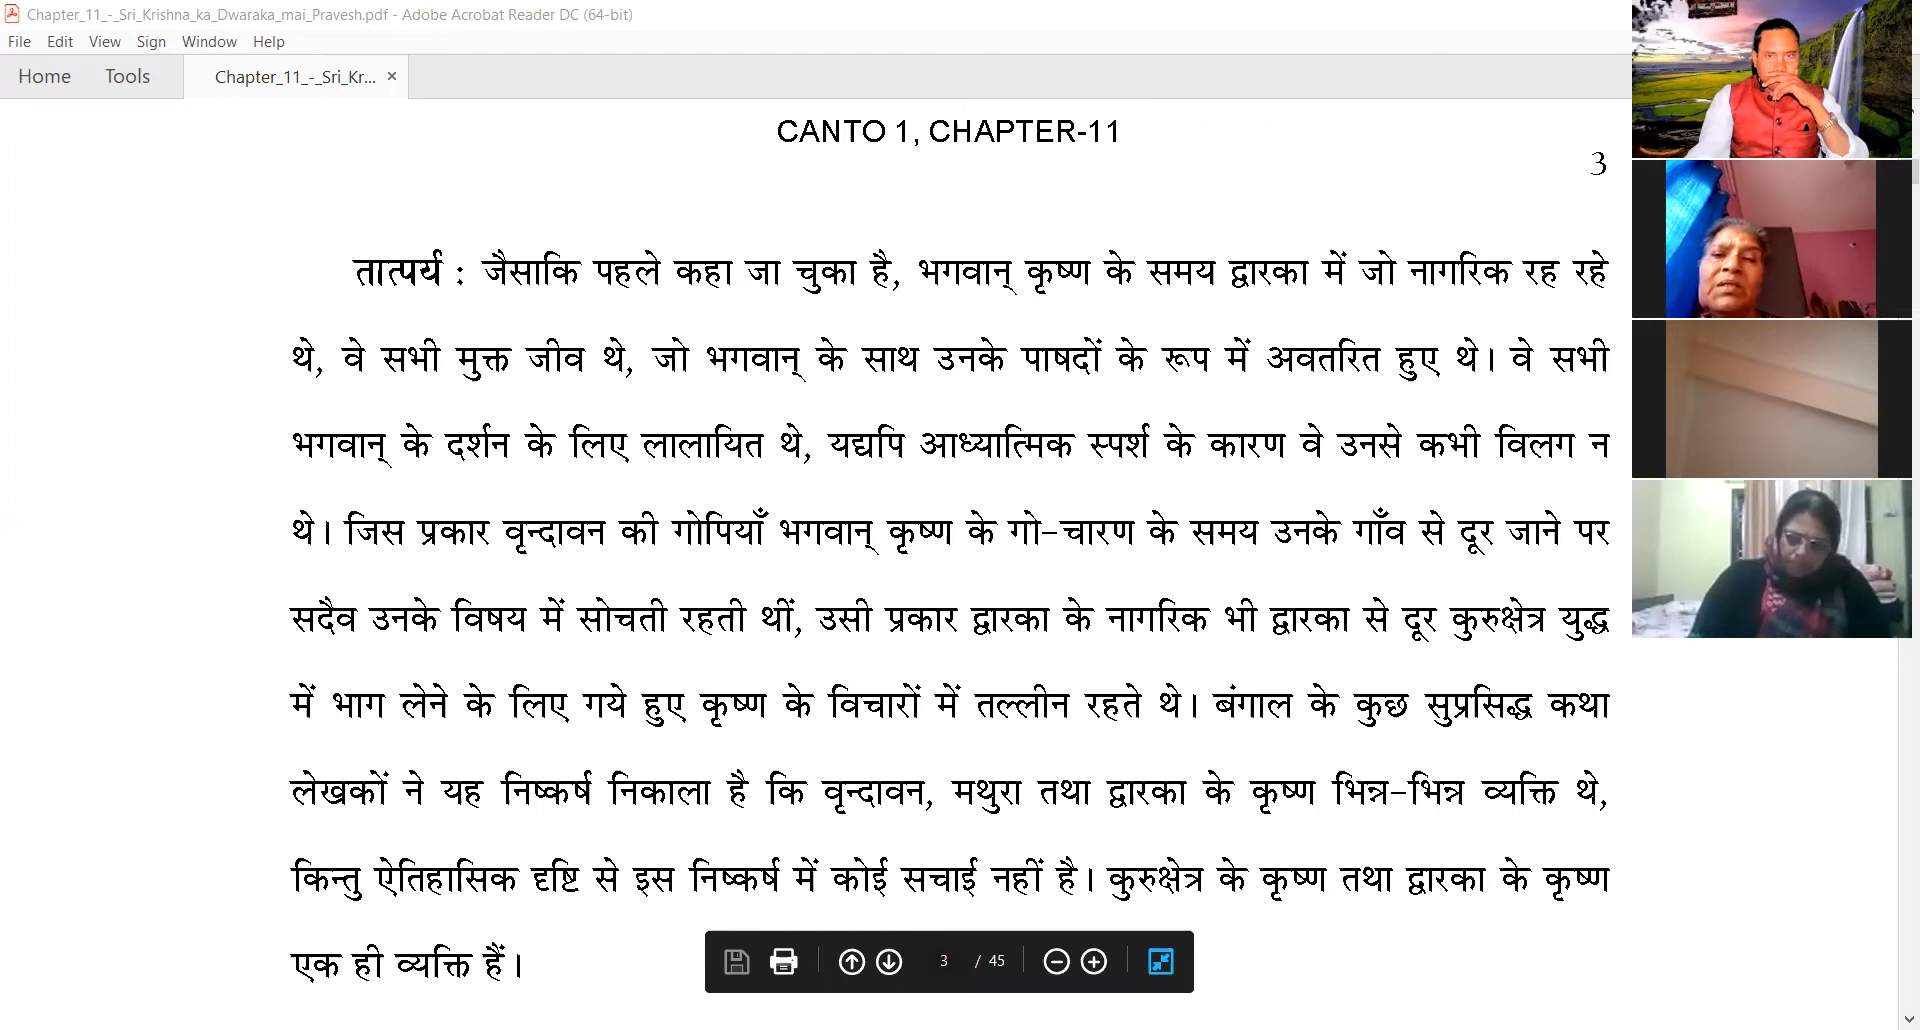 Chapter_11_-_Sri_Krishna_ka_Dwaraka_mai_Pravesh.pdf - Adobe Acrobat Reader DC (64-bit)
File Edit View Sign Window Help
Home Tools Chapter_11_-_Sri_Kr... ×
CANTO 1, CHAPTER-11
3
तात्पर्य : जैसाकि पहले कहा जा चुका है, भगवान् कृष्ण के समय द्वारका में जो नागरिक रह रहे
थे, वे सभी मुक्त जीव थे, जो भगवान् के साथ उनके पाषदों के रूप में अवतरित हुए थे। वे सभी
भगवान् के दर्शन के लिए लालायित थे, यद्यपि आध्यात्मिक स्पर्श के कारण वे उनसे कभी विलग न
थे। जिस प्रकार वृन्दावन की गोपियाँ भगवान् कृष्ण के गो-चारण के समय उनके गाँव से दूर जाने पर
सदैव उनके विषय में सोचती रहती थीं, उसी प्रकार द्वारका के नागरिक भी द्वारका से दूर कुरुक्षेत्र युद्ध
में भाग लेने के लिए गये हुए कृष्ण के विचारों में तल्लीन रहते थे। बंगाल के कुछ सुप्रसिद्ध कथा
लेखकों ने यह निष्कर्ष निकाला है कि वृन्दावन, मथुरा तथा द्वारका के कृष्ण भिन्न-भिन्न व्यक्ति थे,
किन्तु ऐतिहासिक दृष्टि से इस निष्कर्ष में कोई सचाई नहीं है। कुरुक्षेत्र के कृष्ण तथा द्वारका के कृष्ण
एक ही व्यक्ति हैं।
3 / 45